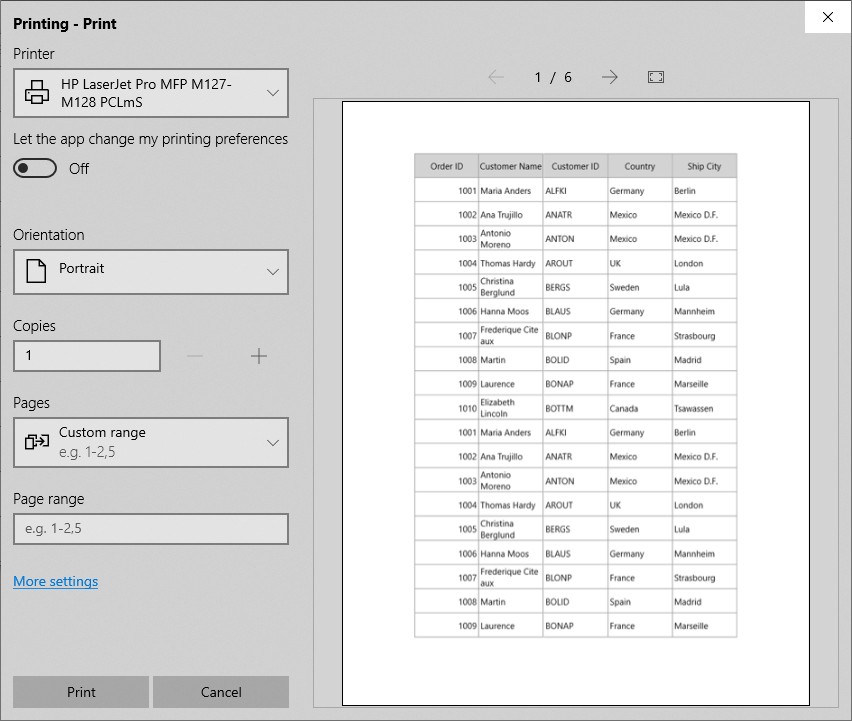 Printing - Print
Printer
HP LaserJet Pro MFP M127-
M128 PCLmS
Let the app change my printing preferences
Off
Orientation
Portrait
Copies
1
Pages
Custom range
e.g. 1-2,5
Page range
e.g. 1-2,5
More settings
Print Cancel
1 / 6
Order ID Customer Name Customer ID Country Ship City
1001 Maria Anders ALFKI Germany Berlin
1002 Ana Trujillo ANATR Mexico Mexico D.F.
1003 Antonio Moreno ANTON Mexico Mexico D.F.
1004 Thomas Hardy AROUT UK London
1005 Christina Berglund BERGS Sweden Lula
1006 Hanna Moos BLAUS Germany Mannheim
1007 Frederique Cite aux BLONP France Strasbourg
1008 Martin BOLID Spain Madrid
1009 Laurence BONAP France Marseille
1010 Elizabeth Lincoln BOTTM Canada Tsawassen
1001 Maria Anders ALFKI Germany Berlin
1002 Ana Trujillo ANATR Mexico Mexico D.F.
1003 Antonio Moreno ANTON Mexico Mexico D.F.
1004 Thomas Hardy AROUT UK London
1005 Christina Berglund BERGS Sweden Lula
1006 Hanna Moos BLAUS Germany Mannheim
1007 Frederique Cite aux BLONP France Strasbourg
1008 Martin BOLID Spain Madrid
1009 Laurence BONAP France Marseille